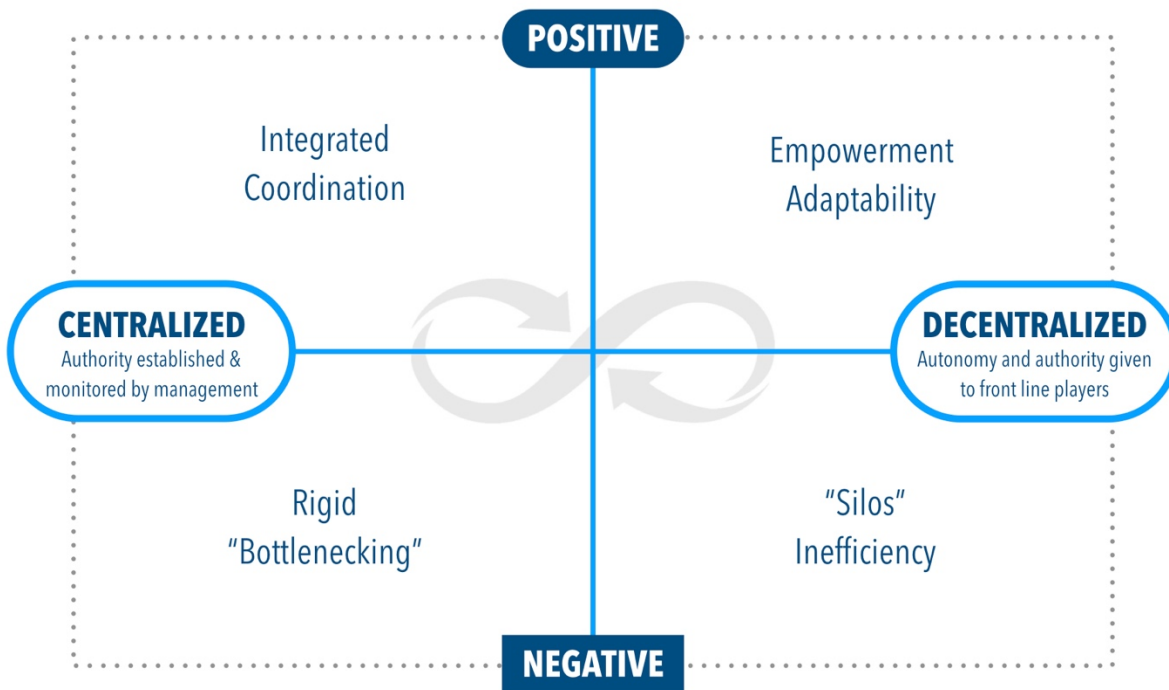 POSITIVE
Integrated
Coordination
Empowerment
Adaptability
CENTRALIZED
Authority established &
monitored by management
DECENTRALIZED
Autonomy and authority given
to front line players
Rigid
“Bottlenecking”
“Silos”
Inefficiency
NEGATIVE